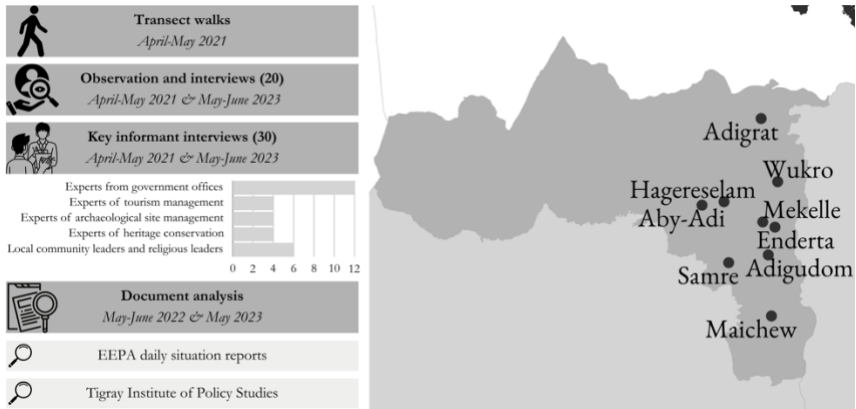 Transect walks
April-May 2021
Observation and interviews (20)
April-May 2021 & May-June 2023
Key informant interviews (30)
April-May 2021 & May-June 2023
Experts from government offices
Experts of tourism management
Experts of archaeological site management
Experts of heritage conservation
Local community leaders and religious leaders
0 2 4 6 8 10 12
Document analysis
May-June 2022 & May 2023
EEPA daily situation reports
Tigray Institute of Policy Studies
Adigrat
Wukro
Hagereselam
Aby-Adi
Mekelle
Enderta
Samre
Adigudom
Maichew